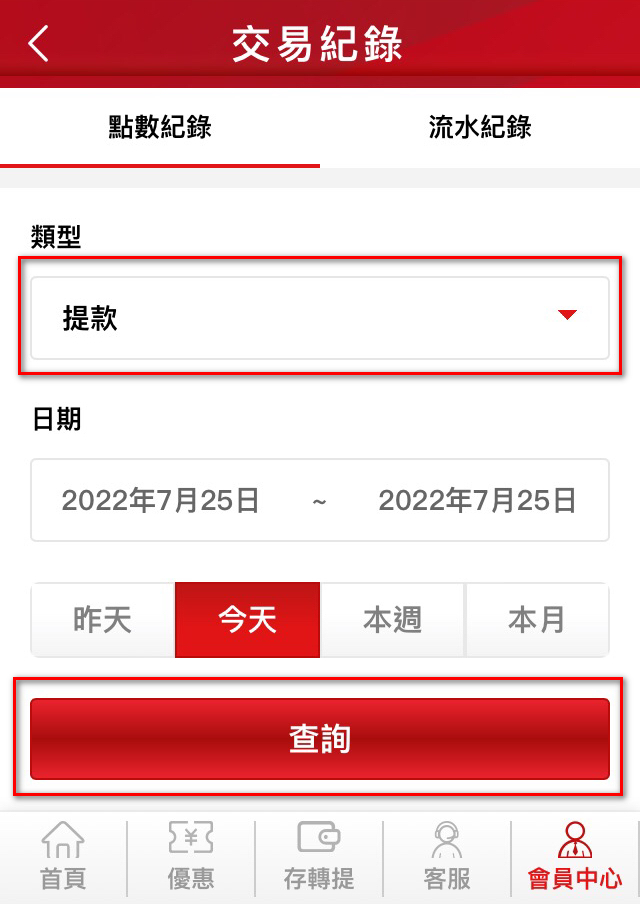 交易紀錄
點數紀錄 流水紀錄
類型
提款
日期
2022年7月25日 ~ 2022年7月25日
昨天 今天 本週 本月
查詢
首頁 優惠 存轉提 客服 會員中心